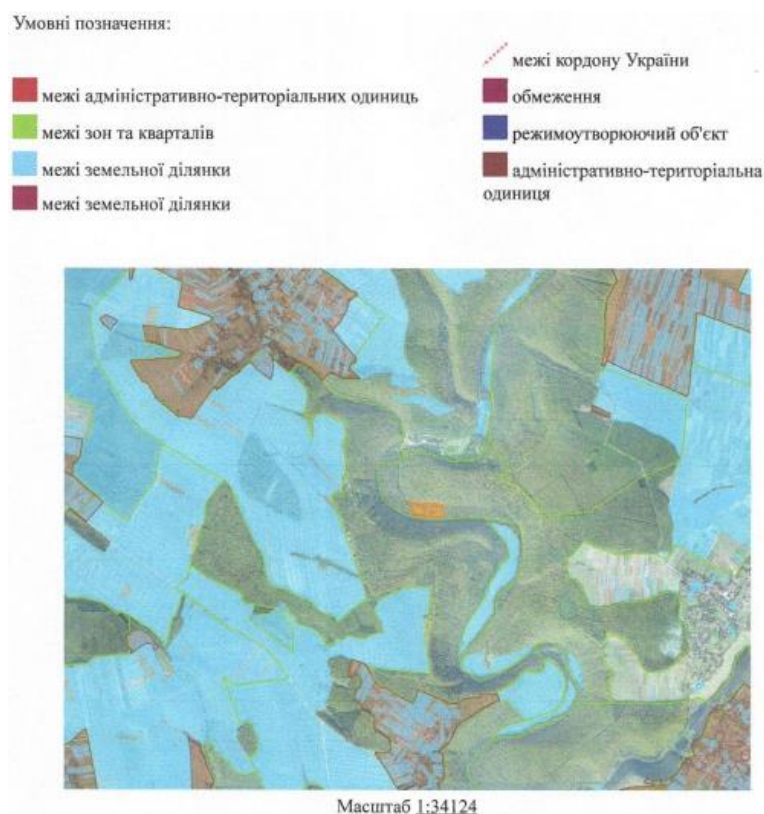 Умовні позначення:
межі адміністративно-територіальних одиниць
межі зон та кварталів
межі земельної ділянки
межі земельної ділянки
межі кордону України
обмеження
режимоутворюючий об'єкт
адміністративно-територіальна
одиниця
Масштаб 1:34124